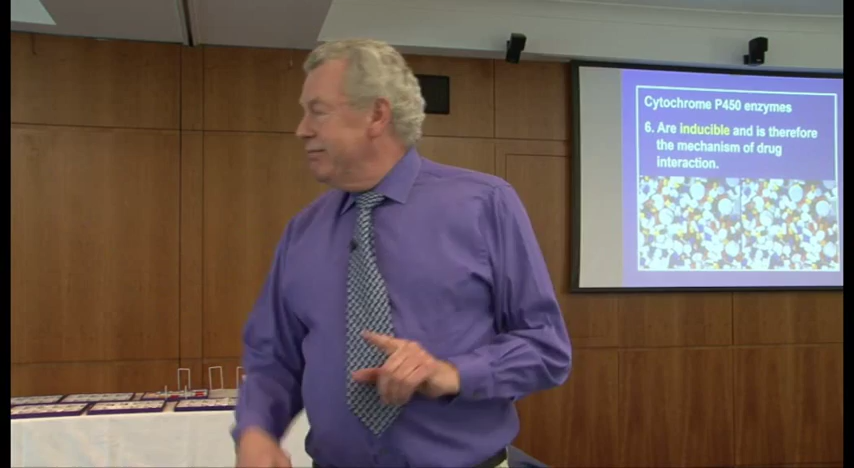 Cytochrome P450 enzymes
6. Are inducible and is therefore
the mechanism of drug
interaction.